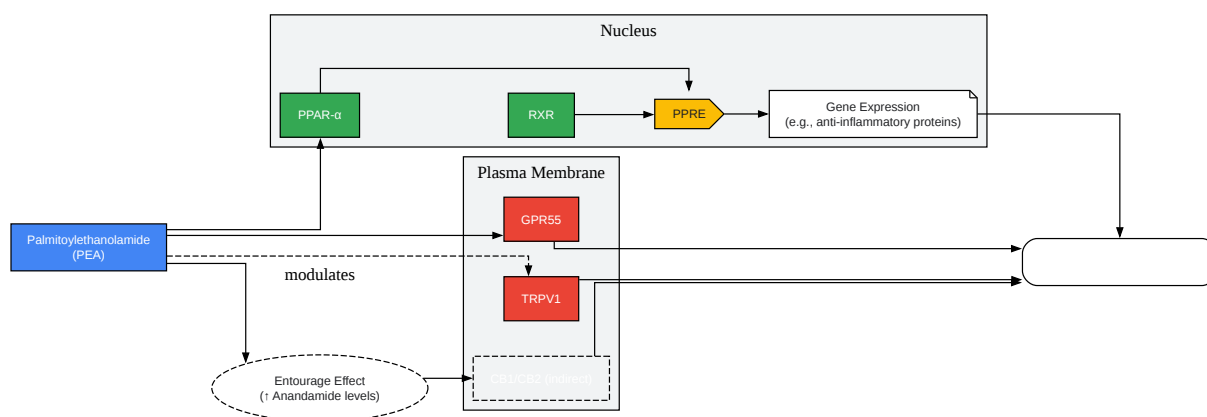 Nucleus
PPAR-α
RXR
PPRE
Gene Expression
(e.g., anti-inflammatory proteins)
Plasma Membrane
GPR55
Palmitoylethanolamide
(PEA)
modulates
TRPV1
Entourage Effect
(↑ Anandamide levels)
CB1/CB2 (Indirect)